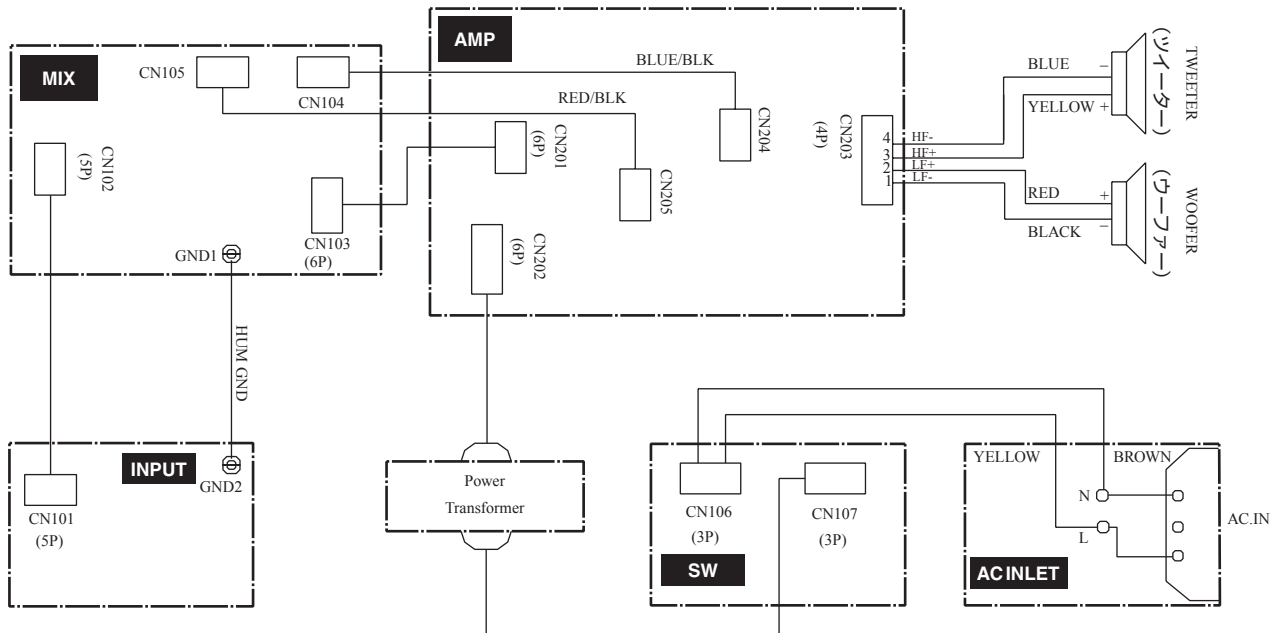 MIX
CN105
CN104
CN102
(5P)
CN103
(6P)
GND1
AMP
BLUE/BLK
RED/BLK
CN201
(6P)
CN204
CN205
CN202
(6P)
CN203
(4P)
4
3
2
1
HF-
HF+
LF+
LF-
BLUE
−
YELLOW +
TWEETER
(ツイーター)
RED
+
BLACK
−
WOOFER
(ウーファー)
HUM GND
INPUT
GND2
CN101
(5P)
Power
Transformer
CN106
(3P)
CN107
(3P)
SW
YELLOW
BROWN
N
L
AC.IN
AC INLET